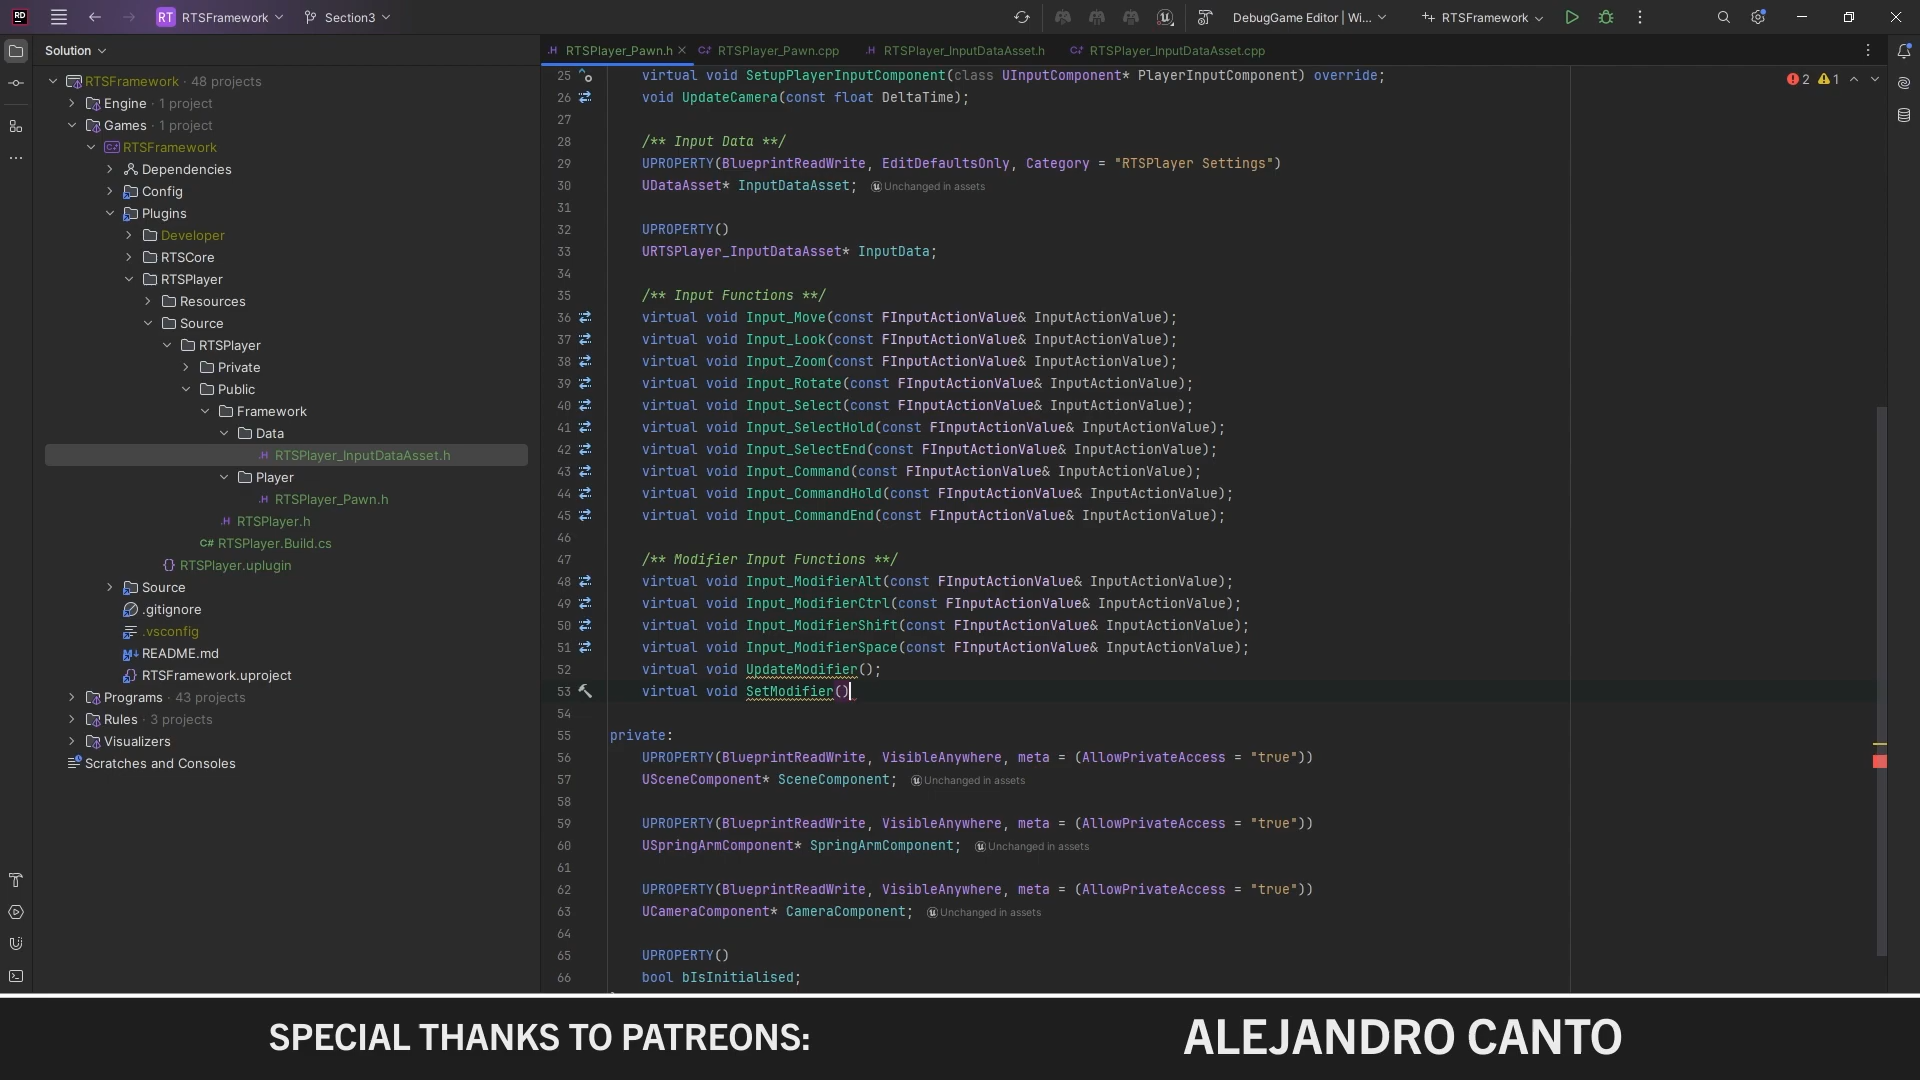 RD RT RTSFramework Section3 DebugGame Editor | Wi... RTSFramework
Solution
RTSPlayer_Pawn.h RTSPlayer_Pawn.cpp RTSPlayer_InputDataAsset.h RTSPlayer_InputDataAsset.cpp
RTSFramework · 48 projects
Engine · 1 project
Games · 1 project
RTSFramework
Dependencies
Config
Plugins
Developer
RTSCore
RTSPlayer
Resources
Source
RTSPlayer
Private
Public
Framework
Data
RTSPlayer_InputDataAsset.h
Player
RTSPlayer_Pawn.h
RTSPlayer.h
RTSPlayer.Build.cs
RTSPlayer.uplugin
Source
.gitignore
.vsconfig
README.md
RTSFramework.uproject
Programs · 43 projects
Rules · 3 projects
Visualizers
Scratches and Consoles
2 1
25 virtual void SetupPlayerInputComponent(class UInputComponent* PlayerInputComponent) override;
26 void UpdateCamera(const float DeltaTime);
27
28 /** Input Data **/
29 UPROPERTY(BlueprintReadWrite, EditDefaultsOnly, Category = "RTSPlayer Settings")
30 UDataAsset* InputDataAsset; Unchanged in assets
31
32 UPROPERTY()
33 URTSPlayer_InputDataAsset* InputData;
34
35 /** Input Functions **/
36 virtual void Input_Move(const FInputActionValue& InputActionValue);
37 virtual void Input_Look(const FInputActionValue& InputActionValue);
38 virtual void Input_Zoom(const FInputActionValue& InputActionValue);
39 virtual void Input_Rotate(const FInputActionValue& InputActionValue);
40 virtual void Input_Select(const FInputActionValue& InputActionValue);
41 virtual void Input_SelectHold(const FInputActionValue& InputActionValue);
42 virtual void Input_SelectEnd(const FInputActionValue& InputActionValue);
43 virtual void Input_Command(const FInputActionValue& InputActionValue);
44 virtual void Input_CommandHold(const FInputActionValue& InputActionValue);
45 virtual void Input_CommandEnd(const FInputActionValue& InputActionValue);
46
47 /** Modifier Input Functions **/
48 virtual void Input_ModifierAlt(const FInputActionValue& InputActionValue);
49 virtual void Input_ModifierCtrl(const FInputActionValue& InputActionValue);
50 virtual void Input_ModifierShift(const FInputActionValue& InputActionValue);
51 virtual void Input_ModifierSpace(const FInputActionValue& InputActionValue);
52 virtual void UpdateModifier();
53 virtual void SetModifier()
54
55 private:
56 UPROPERTY(BlueprintReadWrite, VisibleAnywhere, meta = (AllowPrivateAccess = "true"))
57 USceneComponent* SceneComponent; Unchanged in assets
58
59 UPROPERTY(BlueprintReadWrite, VisibleAnywhere, meta = (AllowPrivateAccess = "true"))
60 USpringArmComponent* SpringArmComponent; Unchanged in assets
61
62 UPROPERTY(BlueprintReadWrite, VisibleAnywhere, meta = (AllowPrivateAccess = "true"))
63 UCameraComponent* CameraComponent; Unchanged in assets
64
65 UPROPERTY()
66 bool bIsInitialised;
SPECIAL THANKS TO PATREONS: ALEJANDRO CANTO